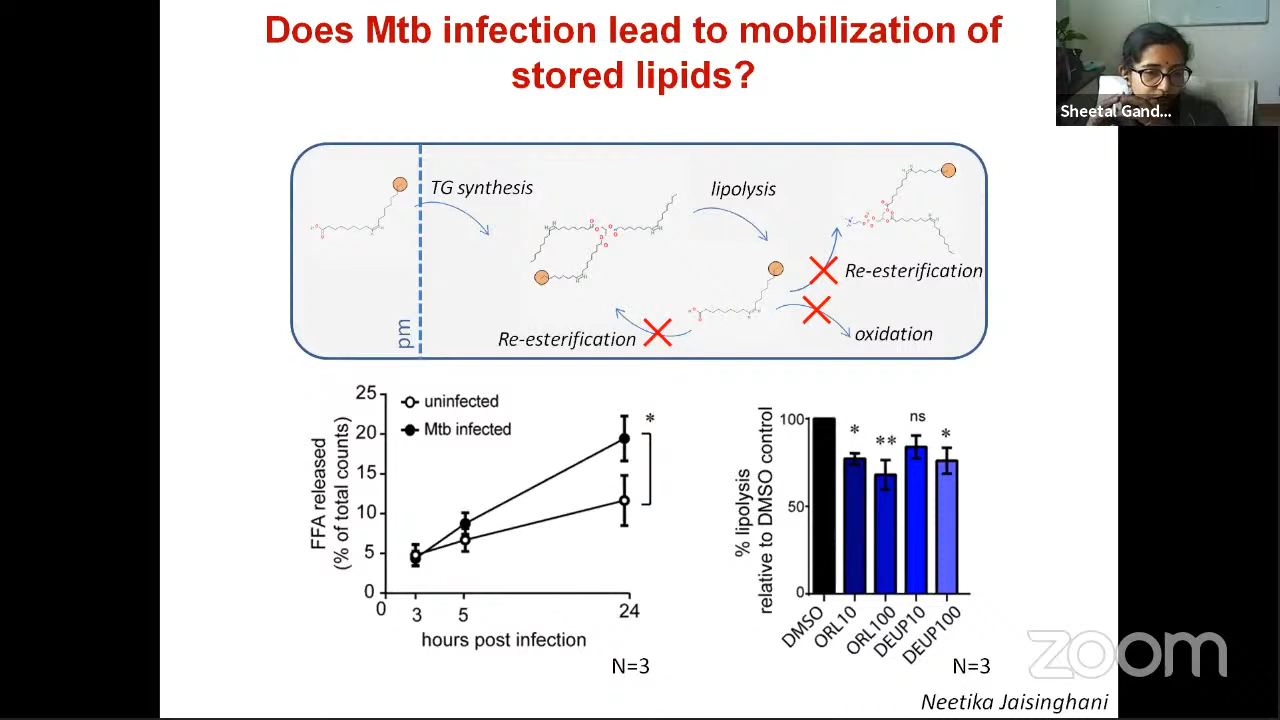 Does Mtb infection lead to mobilization of
stored lipids?
Sheetal Gand...
TG synthesis
lipolysis
Re-esterification
Re-esterification
oxidation
pm
25
20
15
10
5
0
FFA released
(% of total counts)
uninfected
Mtb infected
*
0
3
5
24
hours post infection
N=3
% lipolysis
relative to DMSO control
100
50
0
*
**
ns
*
DMSO
ORL10
ORL100
DEUP10
DEUP100
N=3
zoom
Neetika Jaisinghani